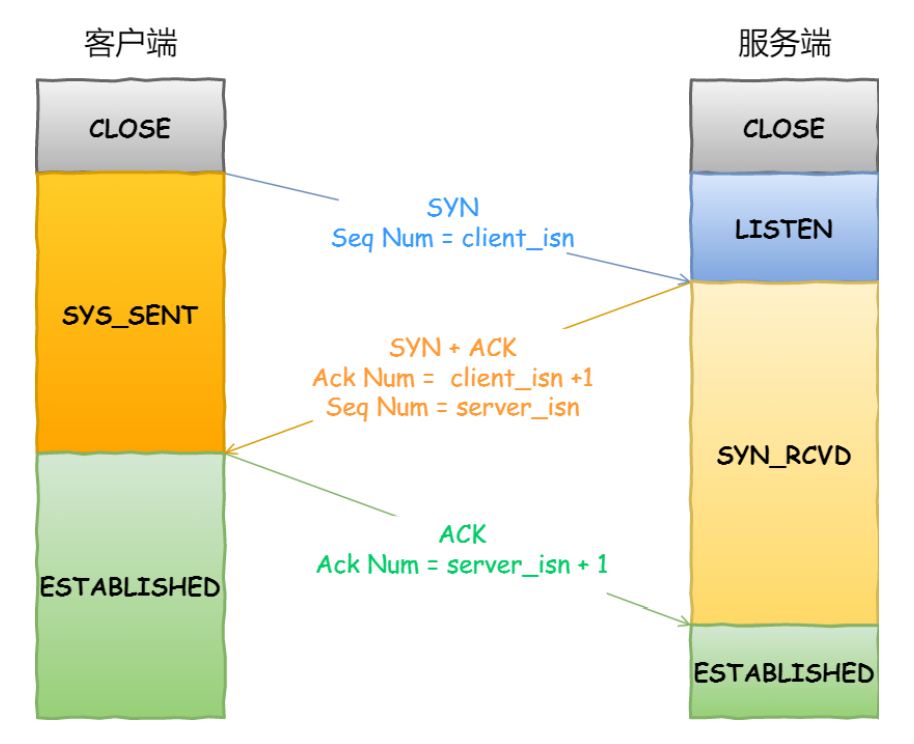 客户端
服务端
CLOSE
CLOSE
SYN
Seq Num = client_isn
LISTEN
SYS_SENT
SYN + ACK
Ack Num = client_isn +1
Seq Num = server_isn
SYN_RCVD
ACK
Ack Num = server_isn + 1
ESTABLISHED
ESTABLISHED